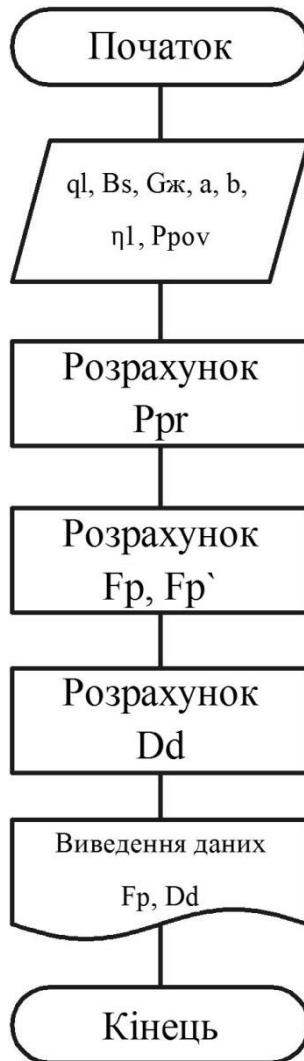 Початок
ql, Bs, Gж, a, b,
η1, Ppov
Розрахунок
Ppr
Розрахунок
Fp, Fp`
Розрахунок
Dd
Виведення даних
Fp, Dd
Кінець